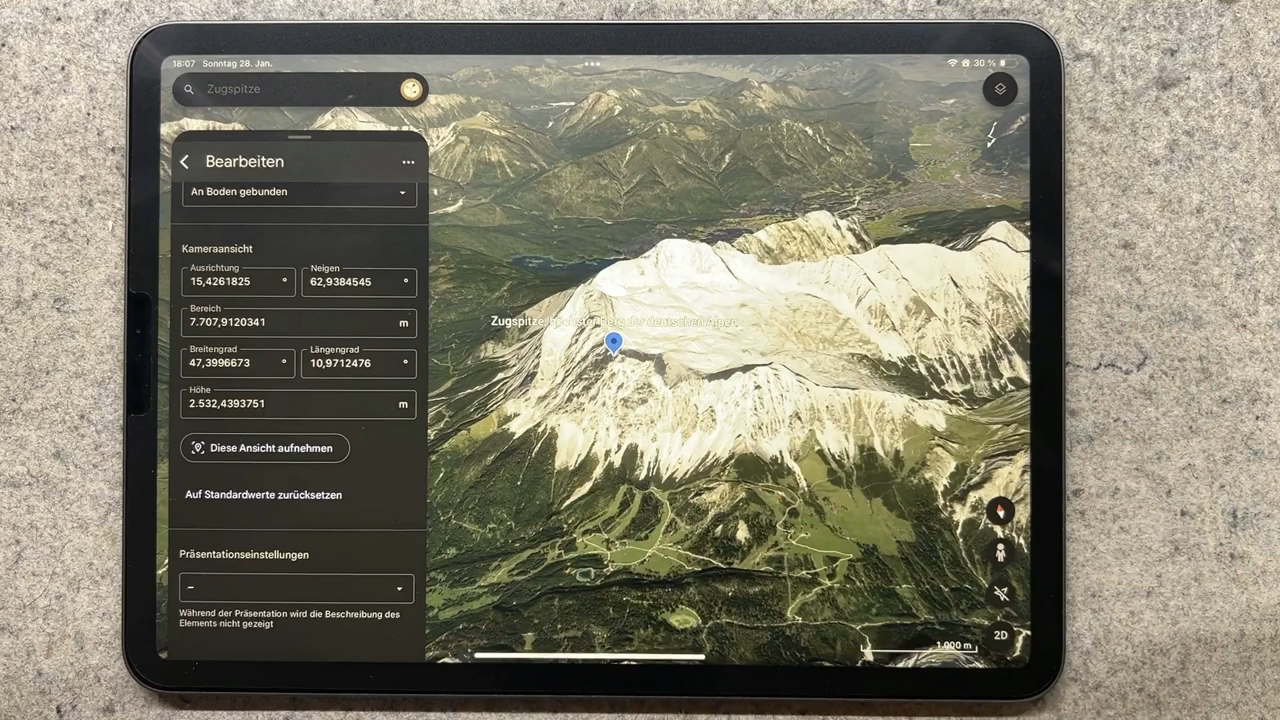 18:07 Sonntag 28. Jan.
30 %
Zugspitze
Bearbeiten
An Boden gebunden
Kameraansicht
Ausrichtung
15,4261825 °
Neigen
62,9384545 °
Bereich
7.707,9120341 m
Breitengrad
47,3996673 °
Längengrad
10,9712476 °
Höhe
2.532,4393751 m
Diese Ansicht aufnehmen
Auf Standardwerte zurücksetzen
Präsentationseinstellungen
–
Während der Präsentation wird die Beschreibung des
Elements nicht gezeigt
Zugspitze höchster Berg der deutschen Alpen
2D
1.000 m